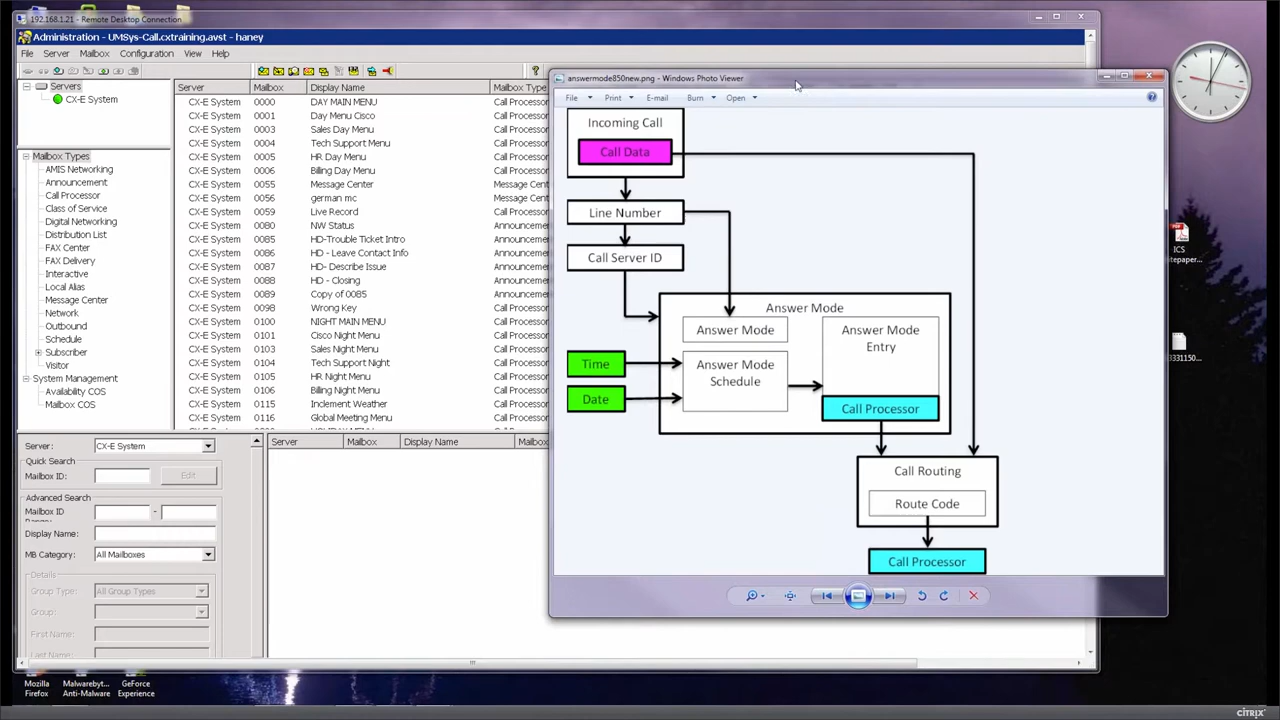 192.168.1.21 - Remote Desktop Connection
Administration - UMSys-Call.cxtraining.avst - haney
File Server Mailbox Configuration View Help
Servers
CX-E System
Mailbox Types
AMIS Networking
Announcement
Call Processor
Class of Service
Digital Networking
Distribution List
FAX Center
FAX Delivery
Interactive
Local Alias
Message Center
Network
Outbound
Schedule
Subscriber
Visitor
System Management
Availability COS
Mailbox COS
Server Mailbox Display Name Mailbox Type
CX-E System 0000 DAY MAIN MENU Call Processor
CX-E System 0001 Day Menu Cisco Call Processor
CX-E System 0003 Sales Day Menu Call Processor
CX-E System 0004 Tech Support Menu Call Processor
CX-E System 0005 HR Day Menu Call Processor
CX-E System 0006 Billing Day Menu Call Processor
CX-E System 0055 Message Center Message Center
CX-E System 0056 german mc Message Center
CX-E System 0059 Live Record Call Processor
CX-E System 0080 NW Status Announcement
CX-E System 0085 HD-Trouble Ticket Intro Announcement
CX-E System 0086 HD - Leave Contact Info Announcement
CX-E System 0087 HD- Describe Issue Announcement
CX-E System 0088 HD - Closing Announcement
CX-E System 0089 Copy of 0085 Announcement
CX-E System 0098 Wrong Key Announcement
CX-E System 0100 NIGHT MAIN MENU Call Processor
CX-E System 0101 Cisco Night Menu Call Processor
CX-E System 0103 Sales Night Menu Call Processor
CX-E System 0104 Tech Support Night Call Processor
CX-E System 0105 HR Night Menu Call Processor
CX-E System 0106 Billing Night Menu Call Processor
CX-E System 0115 Inclement Weather Call Processor
CX-E System 0116 Global Meeting Menu Call Processor
Server: CX-E System
Quick Search
Mailbox ID: Edit
Advanced Search
Mailbox ID -
Display Name:
MB Category: All Mailboxes
Details
Group Type: All Group Types
Group:
First Name:
Last Name:
Server Mailbox Display Name Mailbox
answermode850new.png - Windows Photo Viewer
File Print E-mail Burn Open
Incoming Call
Call Data
Line Number
Call Server ID
Answer Mode
Answer Mode
Answer Mode
Entry
Time
Answer Mode
Schedule
Date
Call Processor
Call Routing
Route Code
Call Processor
ICS
itepaper...
3331150...
Mozilla
Firefox
Malwarebyt...
Anti-Malware
GeForce
Experience
CITRIX